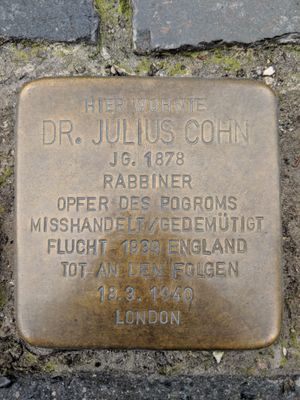 HIER WOHNTE
DR. JULIUS COHN
JG. 1878
RABBINER
OPFER DES POGROMS
MISSHANDELT/GEDEMÜTIGT
FLUCHT 1939 ENGLAND
TOT AN DEN FOLGEN
18.3. 1940
LONDON